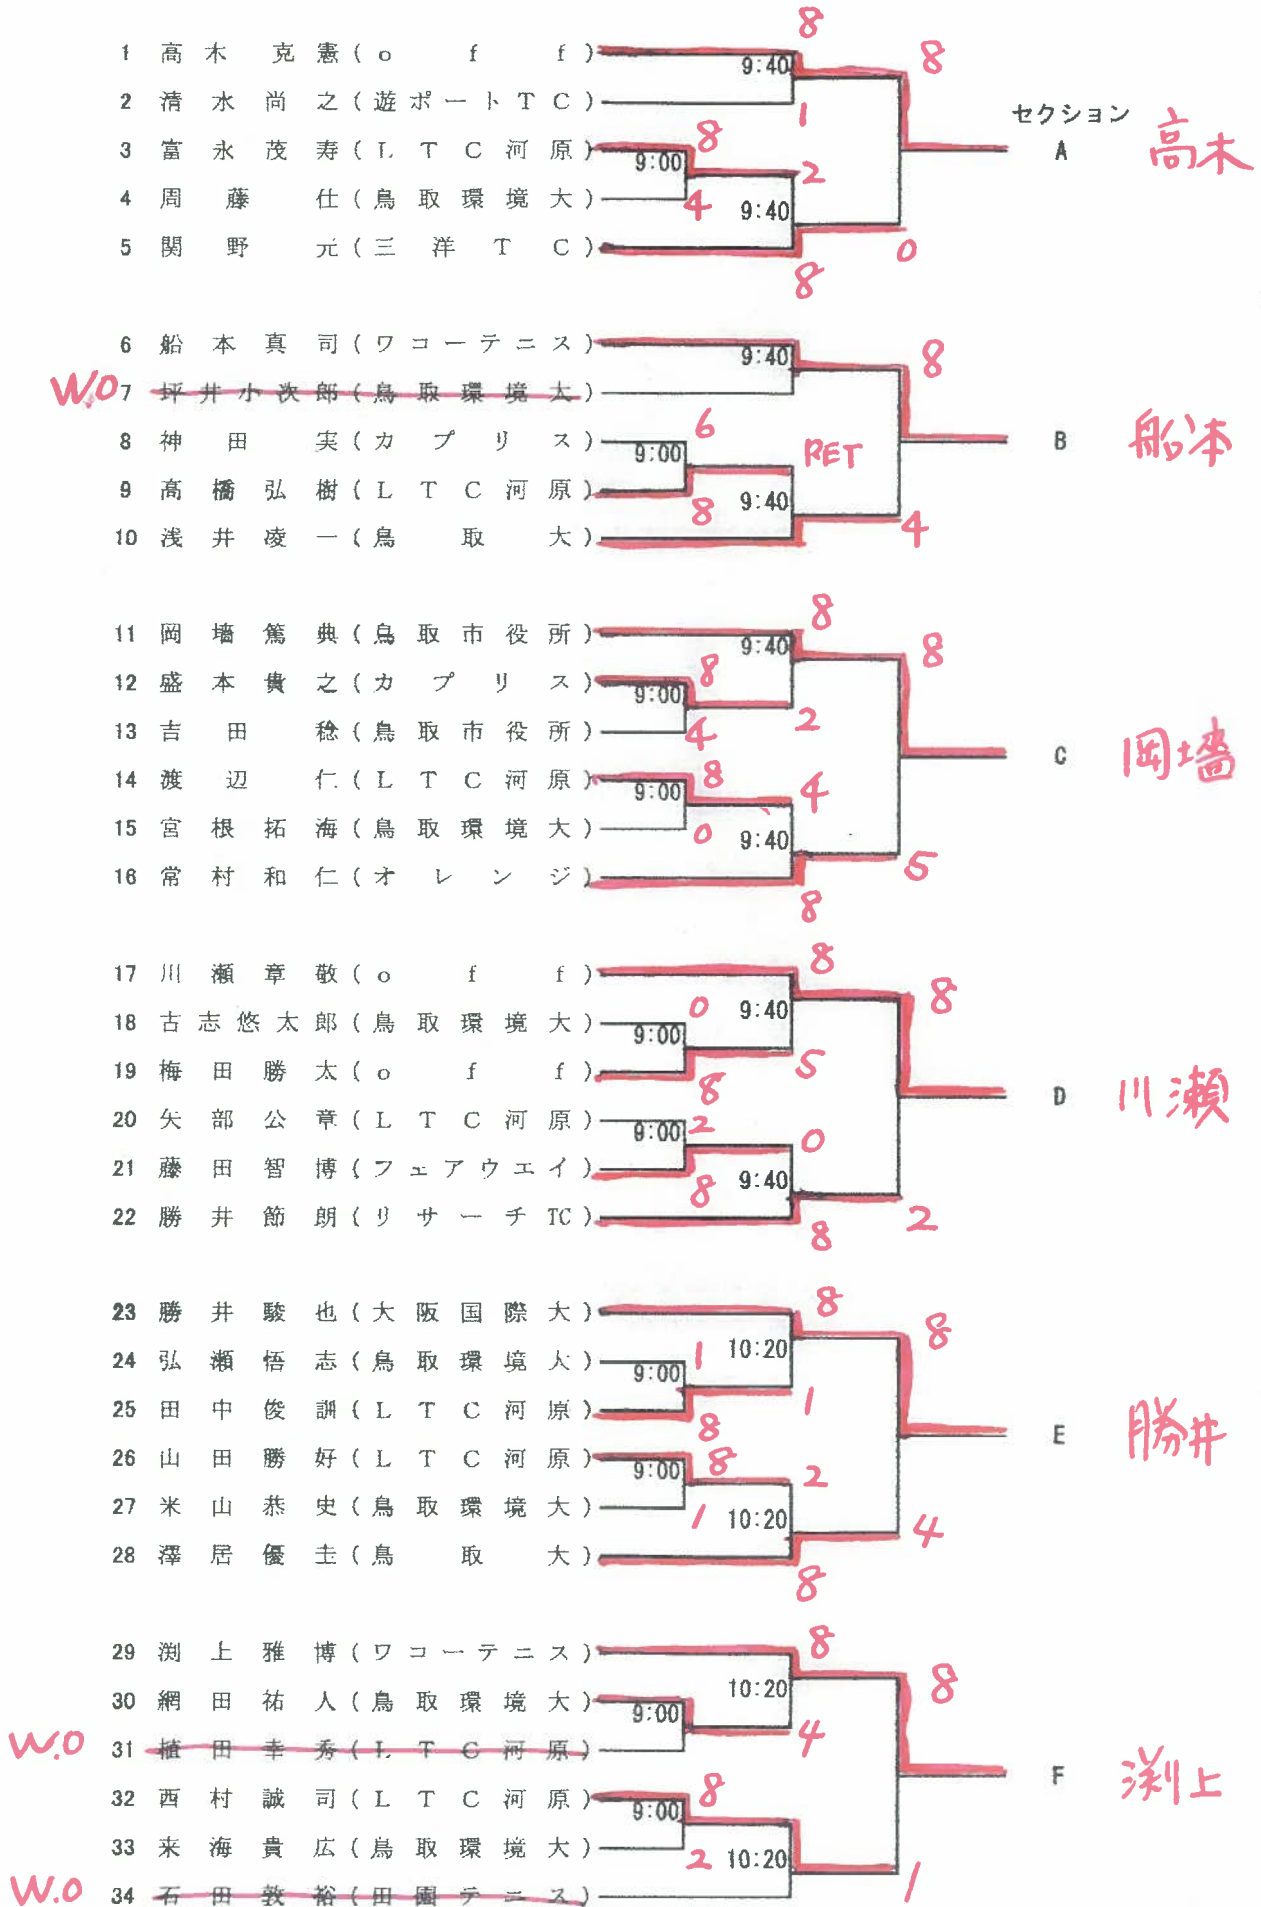 8
1 高木 克憲 (off) 9:40 8
2 清水尚之 (遊ポートTC) 1
セクション
3 富永茂寿 (LTC河原) 9:00 8 2 A 高木
4 周藤 仕 (鳥取環境大) 4 9:40
5 関野 元 (三洋TC) 8 0
6 船本真司 (ワコーテニス) 9:40 8
W.O 7 坪井小次郎 (鳥取環境大)
8 神田 実 (カプリス) 9:00 6 RET B 船本
9 高橋弘樹 (LTC河原) 8 9:40
10 浅井凌一 (鳥取大) 4
11 岡墻篤典 (鳥取市役所) 9:40 8 8
12 盛本貴之 (カプリス) 9:00 8
13 吉田 稔 (鳥取市役所) 4 2 C 岡墻
14 渡辺 仁 (LTC河原) 9:00 8 4
15 宮根拓海 (鳥取環境大) 0 9:40
16 常村和仁 (オレンジ) 8 5
17 川瀬章敬 (off) 8 8
18 古志悠太郎 (鳥取環境大) 9:00 0 9:40
19 梅田勝太 (off) 8 5
20 矢部公章 (LTC河原) 9:00 2 0 D 川瀬
21 藤田智博 (フェアウエイ) 8 9:40
22 勝井節朗 (リサーチTC) 8 2
23 勝井駿也 (大阪国際大) 8 8
24 弘瀬悟志 (鳥取環境大) 9:00 1 10:20
25 田中俊訓 (LTC河原) 8 1 E 勝井
26 山田勝好 (LTC河原) 9:00 8 2
27 米山恭史 (鳥取環境大) 1 10:20
28 澤居優圭 (鳥取大) 8 4
29 渕上雅博 (ワコーテニス) 8 8
30 網田祐人 (鳥取環境大) 9:00 10:20
W.O 31 植田幸秀 (LTC河原) 4 F 渕上
32 西村誠司 (LTC河原) 9:00 8
33 来海貴広 (鳥取環境大) 2 10:20
W.O 34 石田敦裕 (田園テニス) 1